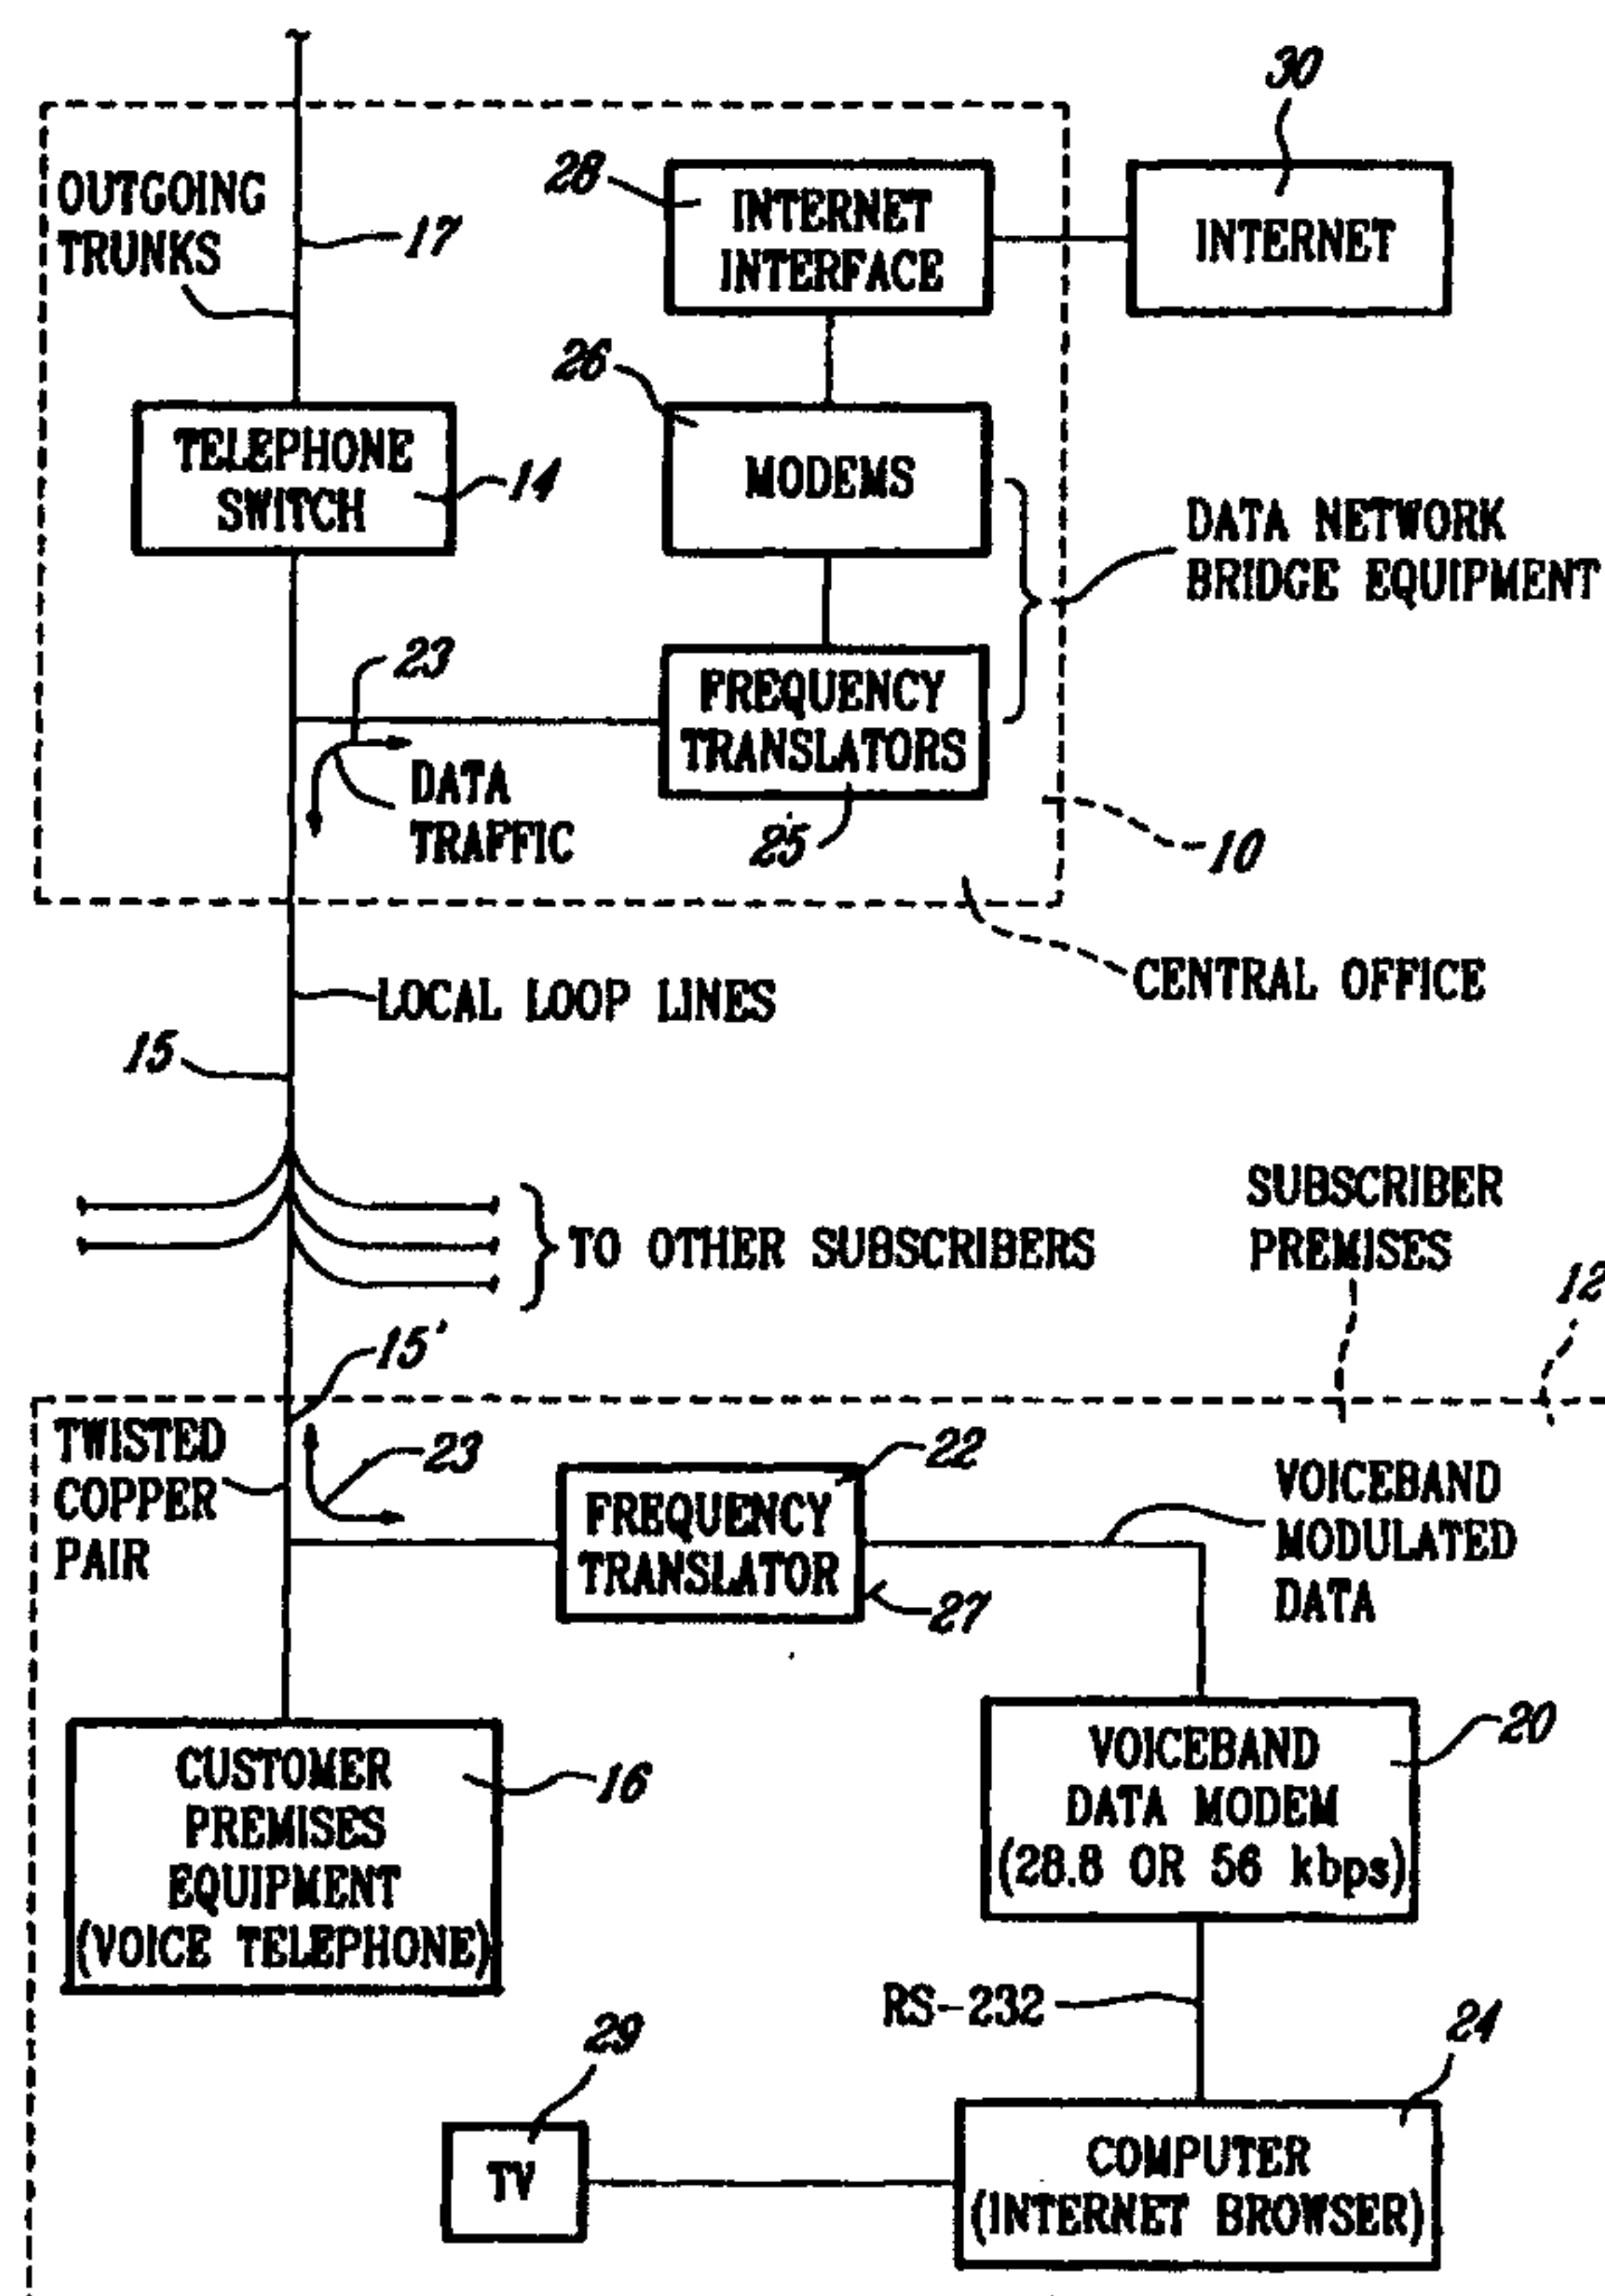 30
OUTGOING
TRUNKS
17
28
INTERNET
INTERFACE
INTERNET
26
TELEPHONE
SWITCH
14
MODEMS
DATA NETWORK
BRIDGE EQUIPMENT
23
FREQUENCY
TRANSLATORS
DATA
TRAFFIC
25
10
CENTRAL OFFICE
LOCAL LOOP LINES
15
TO OTHER SUBSCRIBERS
SUBSCRIBER
PREMISES
12
15'
TWISTED
COPPER
PAIR
23
FREQUENCY
TRANSLATOR
22
27
VOICEBAND
MODULATED
DATA
CUSTOMER
PREMISES
EQUIPMENT
(VOICE TELEPHONE)
16
VOICEBAND
DATA MODEM
(28.8 OR 56 kbps)
20
RS-232
29
TV
24
COMPUTER
(INTERNET BROWSER)